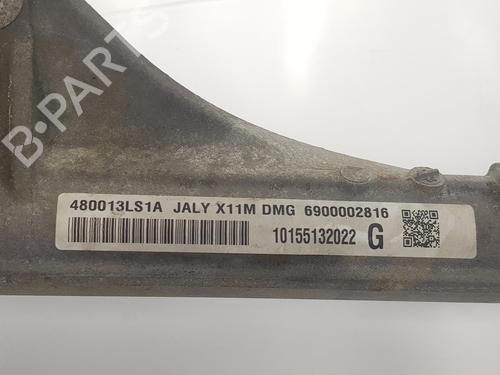 B-PARTS
480013LS1A JALY X11M DMG 6900002816
10155132022 G